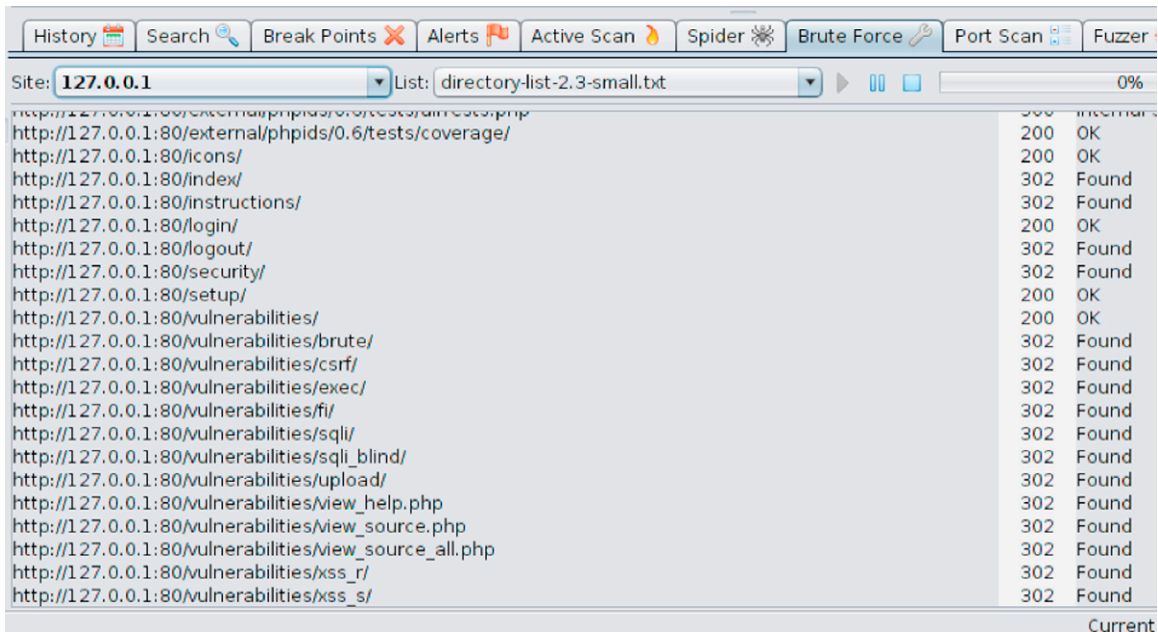 History Search Break Points Alerts Active Scan Spider Brute Force Port Scan Fuzzer
Site: 127.0.0.1 List: directory-list-2.3-small.txt 0%
http://127.0.0.1:80/external/phpids/0.6/tests/coverage/ 200 OK
http://127.0.0.1:80/icons/ 200 OK
http://127.0.0.1:80/index/ 302 Found
http://127.0.0.1:80/instructions/ 302 Found
http://127.0.0.1:80/login/ 200 OK
http://127.0.0.1:80/logout/ 302 Found
http://127.0.0.1:80/security/ 302 Found
http://127.0.0.1:80/setup/ 200 OK
http://127.0.0.1:80/vulnerabilities/ 200 OK
http://127.0.0.1:80/vulnerabilities/brute/ 302 Found
http://127.0.0.1:80/vulnerabilities/csrf/ 302 Found
http://127.0.0.1:80/vulnerabilities/exec/ 302 Found
http://127.0.0.1:80/vulnerabilities/fi/ 302 Found
http://127.0.0.1:80/vulnerabilities/sqli/ 302 Found
http://127.0.0.1:80/vulnerabilities/sqli_blind/ 302 Found
http://127.0.0.1:80/vulnerabilities/upload/ 302 Found
http://127.0.0.1:80/vulnerabilities/view_help.php 302 Found
http://127.0.0.1:80/vulnerabilities/view_source.php 302 Found
http://127.0.0.1:80/vulnerabilities/view_source_all.php 302 Found
http://127.0.0.1:80/vulnerabilities/xss_r/ 302 Found
http://127.0.0.1:80/vulnerabilities/xss_s/ 302 Found
Current